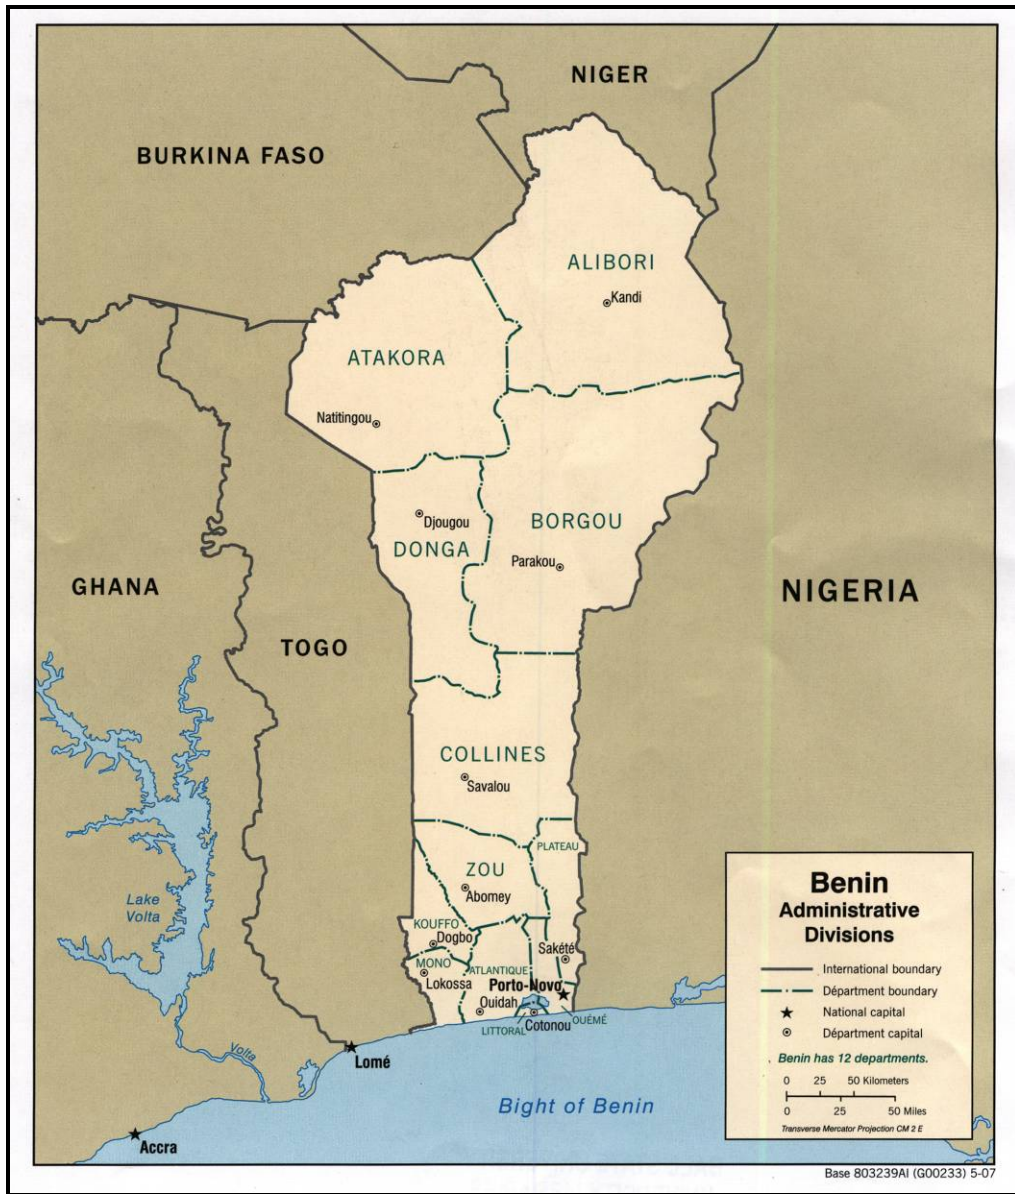 NIGER
BURKINA FASO
ALIBORI
Kandi
ATAKORA
Natitingou
Djougou
BORGOU
DONGA
Parakou
GHANA
NIGERIA
TOGO
COLLINES
Savalou
PLATEAU
ZOU
Abomey
Lake
Volta
KOUFFO
Dogbo
Sakété
MONO
ATLANTIQUE
Lokossa
Porto-Novo
Ouidah
OUÉMÉ
LITTORAL
Cotonou
Volta
Lomé
Bight of Benin
Accra
Benin
Administrative
Divisions
International boundary
Départment boundary
National capital
Départment capital
Benin has 12 departments.
0 25 50 Kilometers
0 25 50 Miles
Transverse Mercator Projection CM 2 E
Base 803239AI (G00233) 5-07